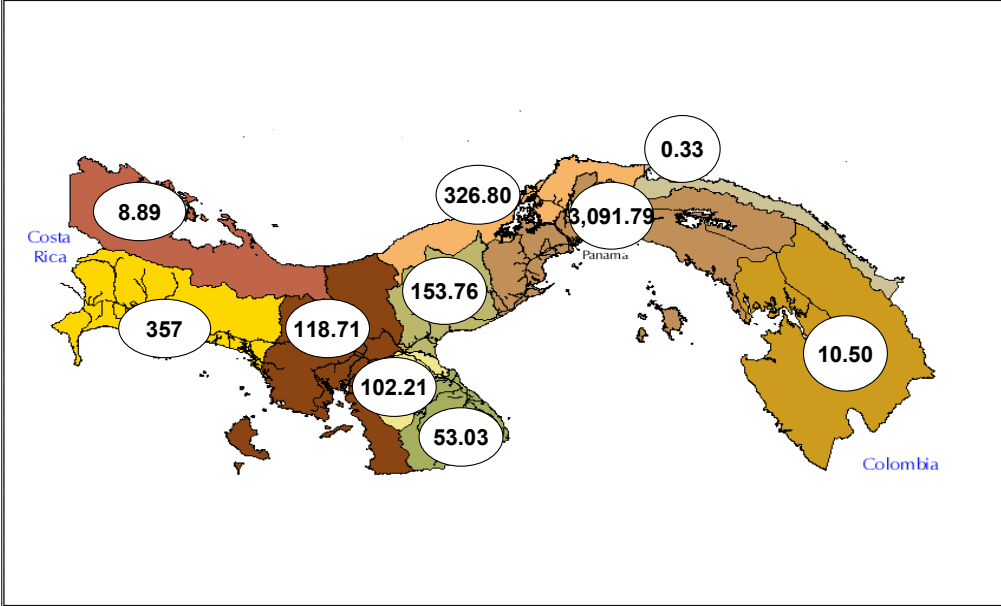 0.33
326.80
8.89
3,091.79
Costa
Rica
Panama
153.76
357
118.71
10.50
102.21
53.03
Colombia